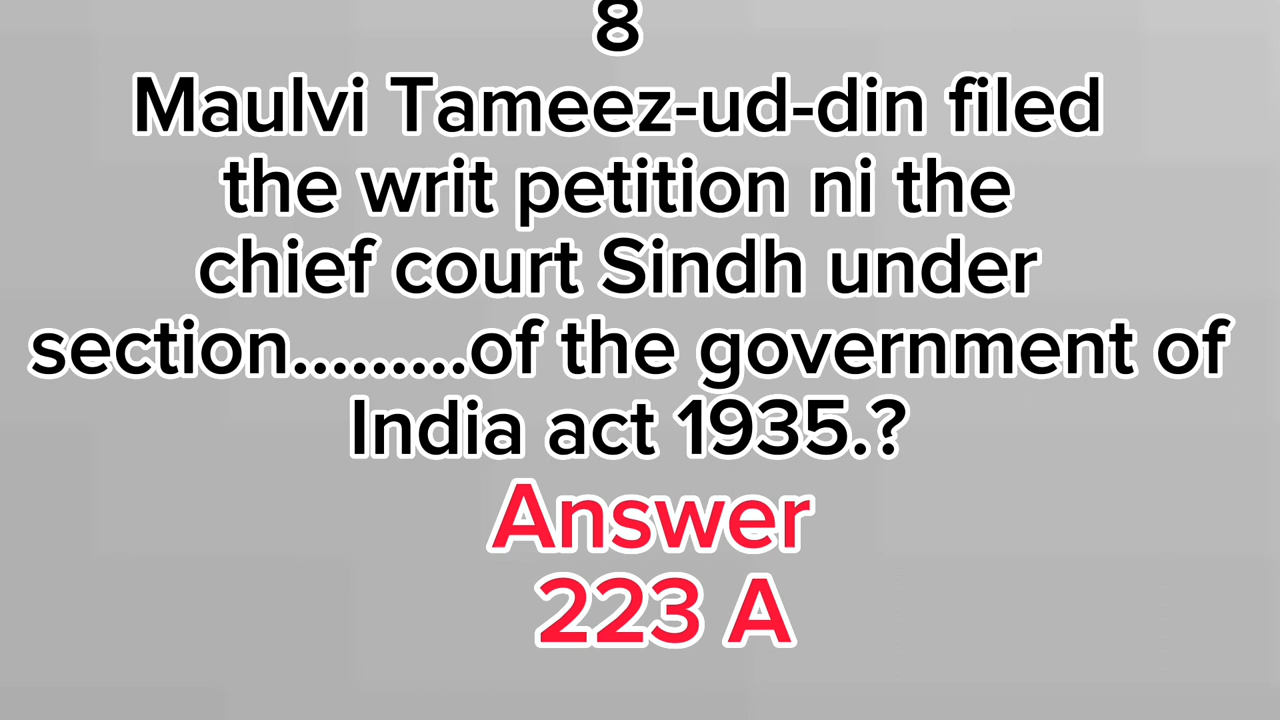 8
Maulvi Tameez-ud-din filed
the writ petition ni the
chief court Sindh under
section.........of the government of
India act 1935.?
Answer
223 A